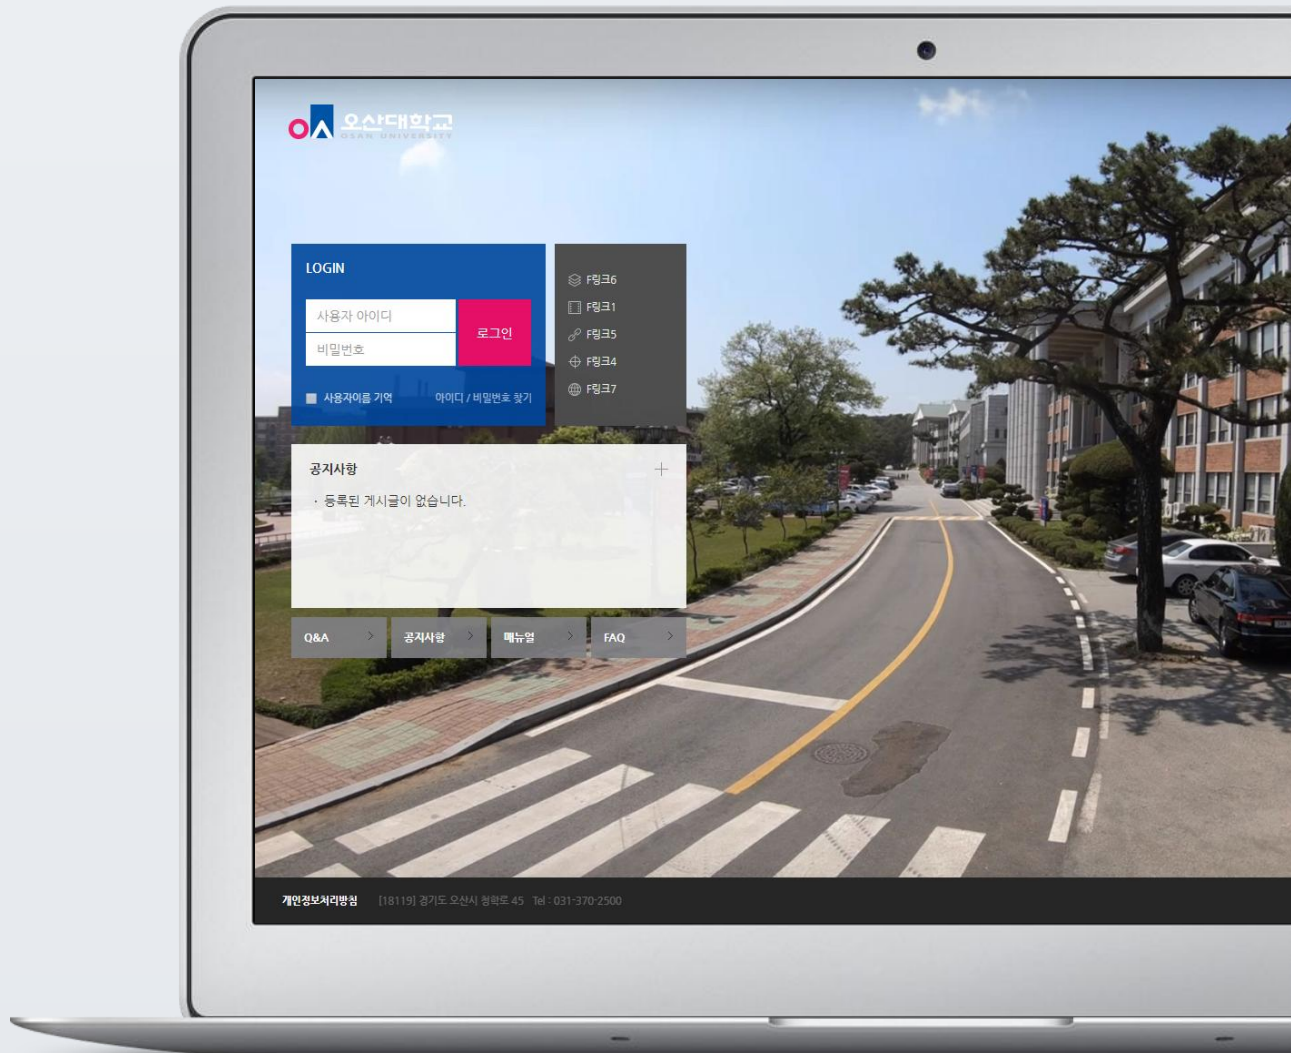 오산대학교
OSAN UNIVERSITY
LOGIN
사용자 아이디
비밀번호
로그인
사용자이름 기억
아이디 / 비밀번호 찾기
F링크6
F링크1
F링크5
F링크4
F링크7
공지사항
· 등록된 게시글이 없습니다.
Q&A
공지사항
메뉴얼
FAQ
개인정보처리방침 [18119] 경기도 오산시 청학로 45 Tel : 031-370-2500